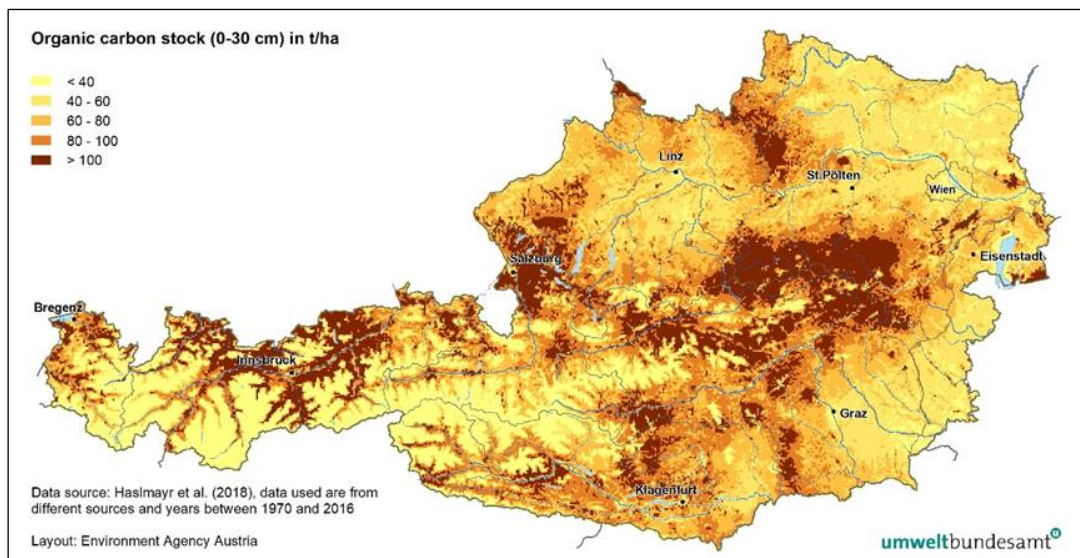 Organic carbon stock (0-30 cm) in t/ha
< 40
40 - 60
60 - 80
80 - 100
> 100
Linz
St.Pölten
Wien
Eisenstadt
Salzburg
Bregenz
Innsbruck
Graz
Klagenfurt
Data source: Haslmayr et al. (2018), data used are from
different sources and years between 1970 and 2016
Layout: Environment Agency Austria
umweltbundesamt